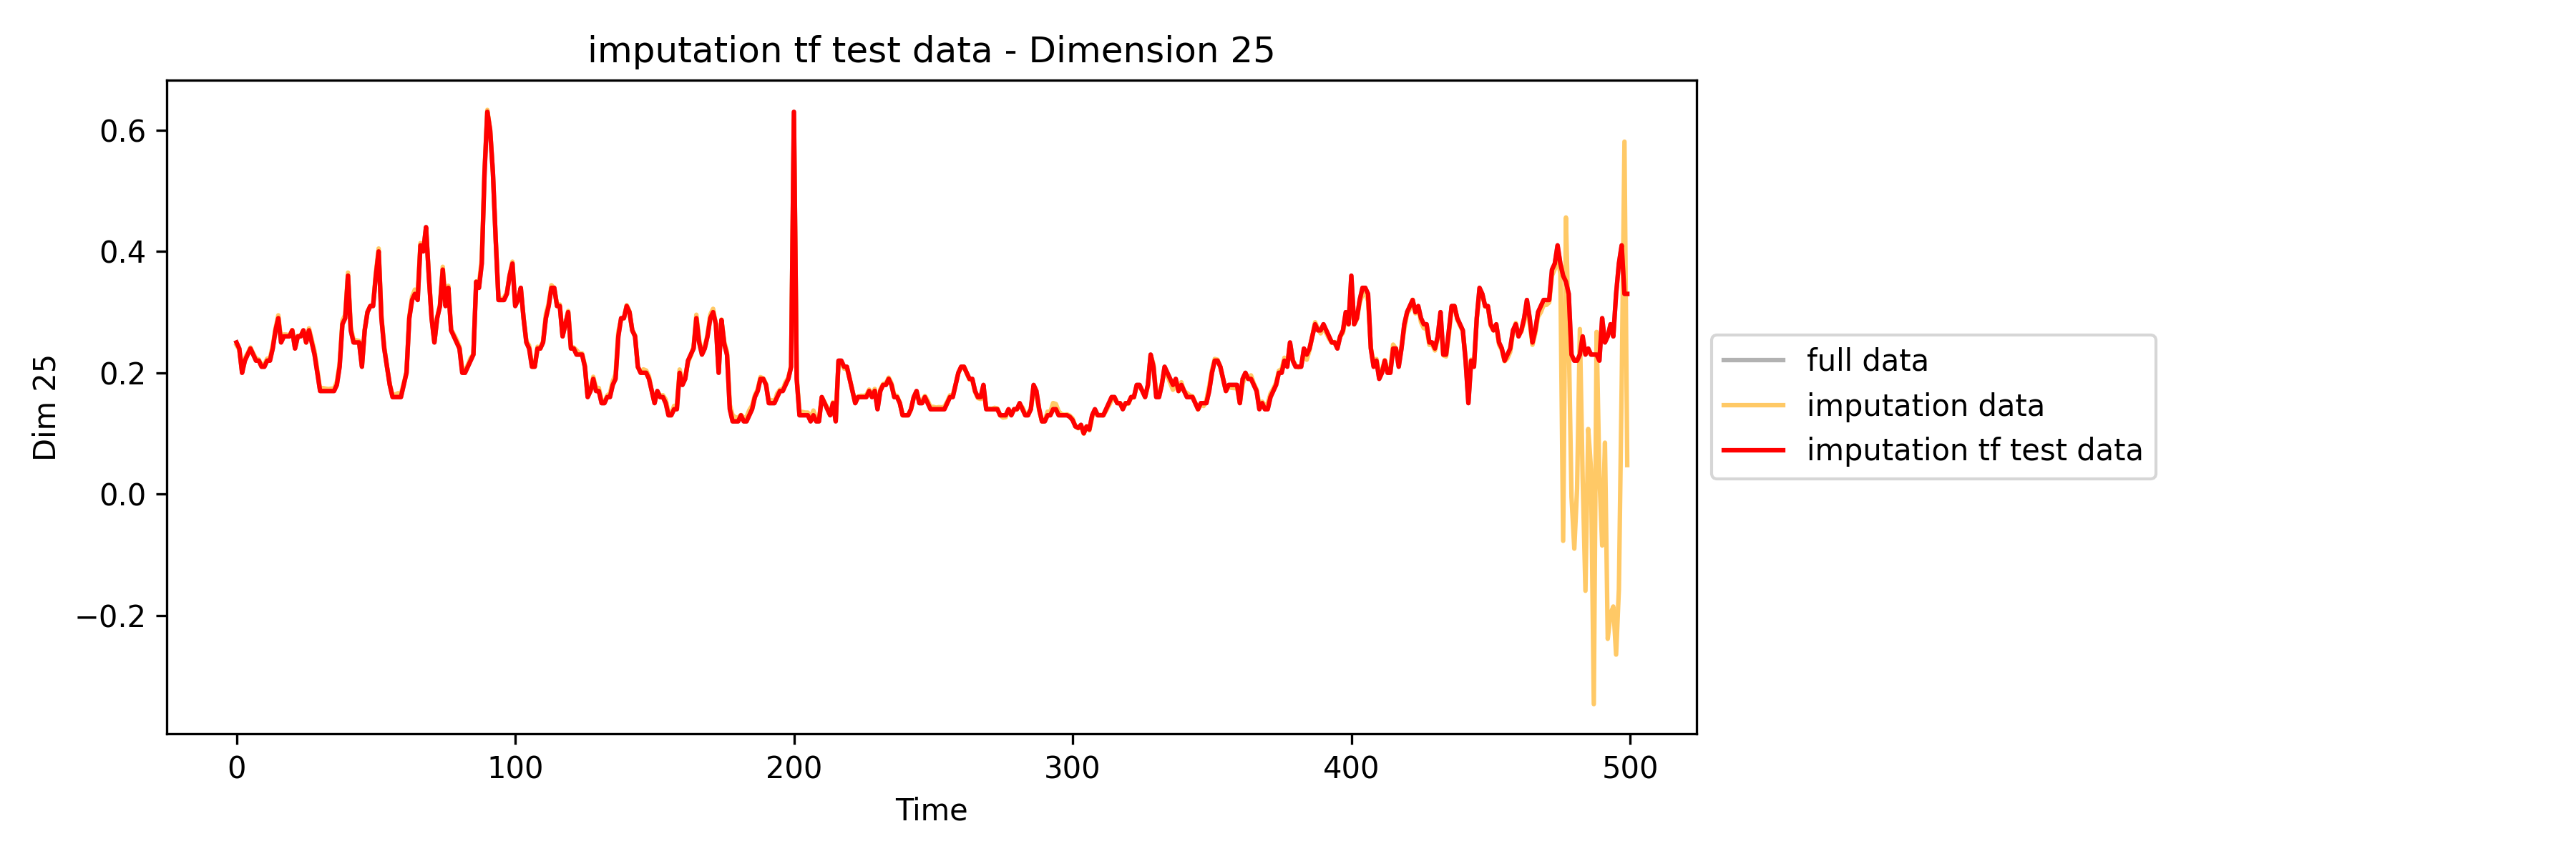 imputation tf test data - Dimension 25
0.6
0.4
0.2
0.0
−0.2
Dim 25
0 100 200 300 400 500
Time
full data
imputation data
imputation tf test data